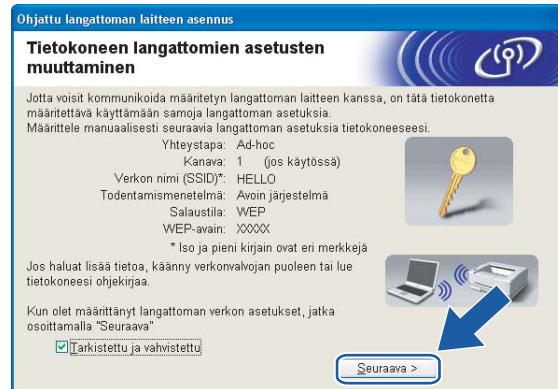 Ohjattu langattoman laitteen asennus
Tietokoneen langattomien asetusten
muuttaminen
Jotta voisit kommunikoida määritetyn langattoman laitteen kanssa, on tätä tietokonetta
määritettävä käyttämään samoja langattoman asetuksia.
Määrittele manuaalisesti seuraavia langattoman asetuksia tietokoneeseesi.
Yhteystapa: Ad-hoc
Kanava: 1 (jos käytössä)
Verkon nimi (SSID)*: HELLO
Todentamismenetelmä: Avoin järjestelmä
Salaustila: WEP
WEP-avain: XXXXX
* Iso ja pieni kirjain ovat eri merkkejä
Jos haluat lisää tietoa, käänny verkonvalvojan puoleen tai lue
tietokoneesi ohjekirjaa.
Kun olet määrittänyt langattoman verkon asetukset, jatka
osoittamalla "Seuraava"
Tarkistettu ja vahvistettu
Seuraava >